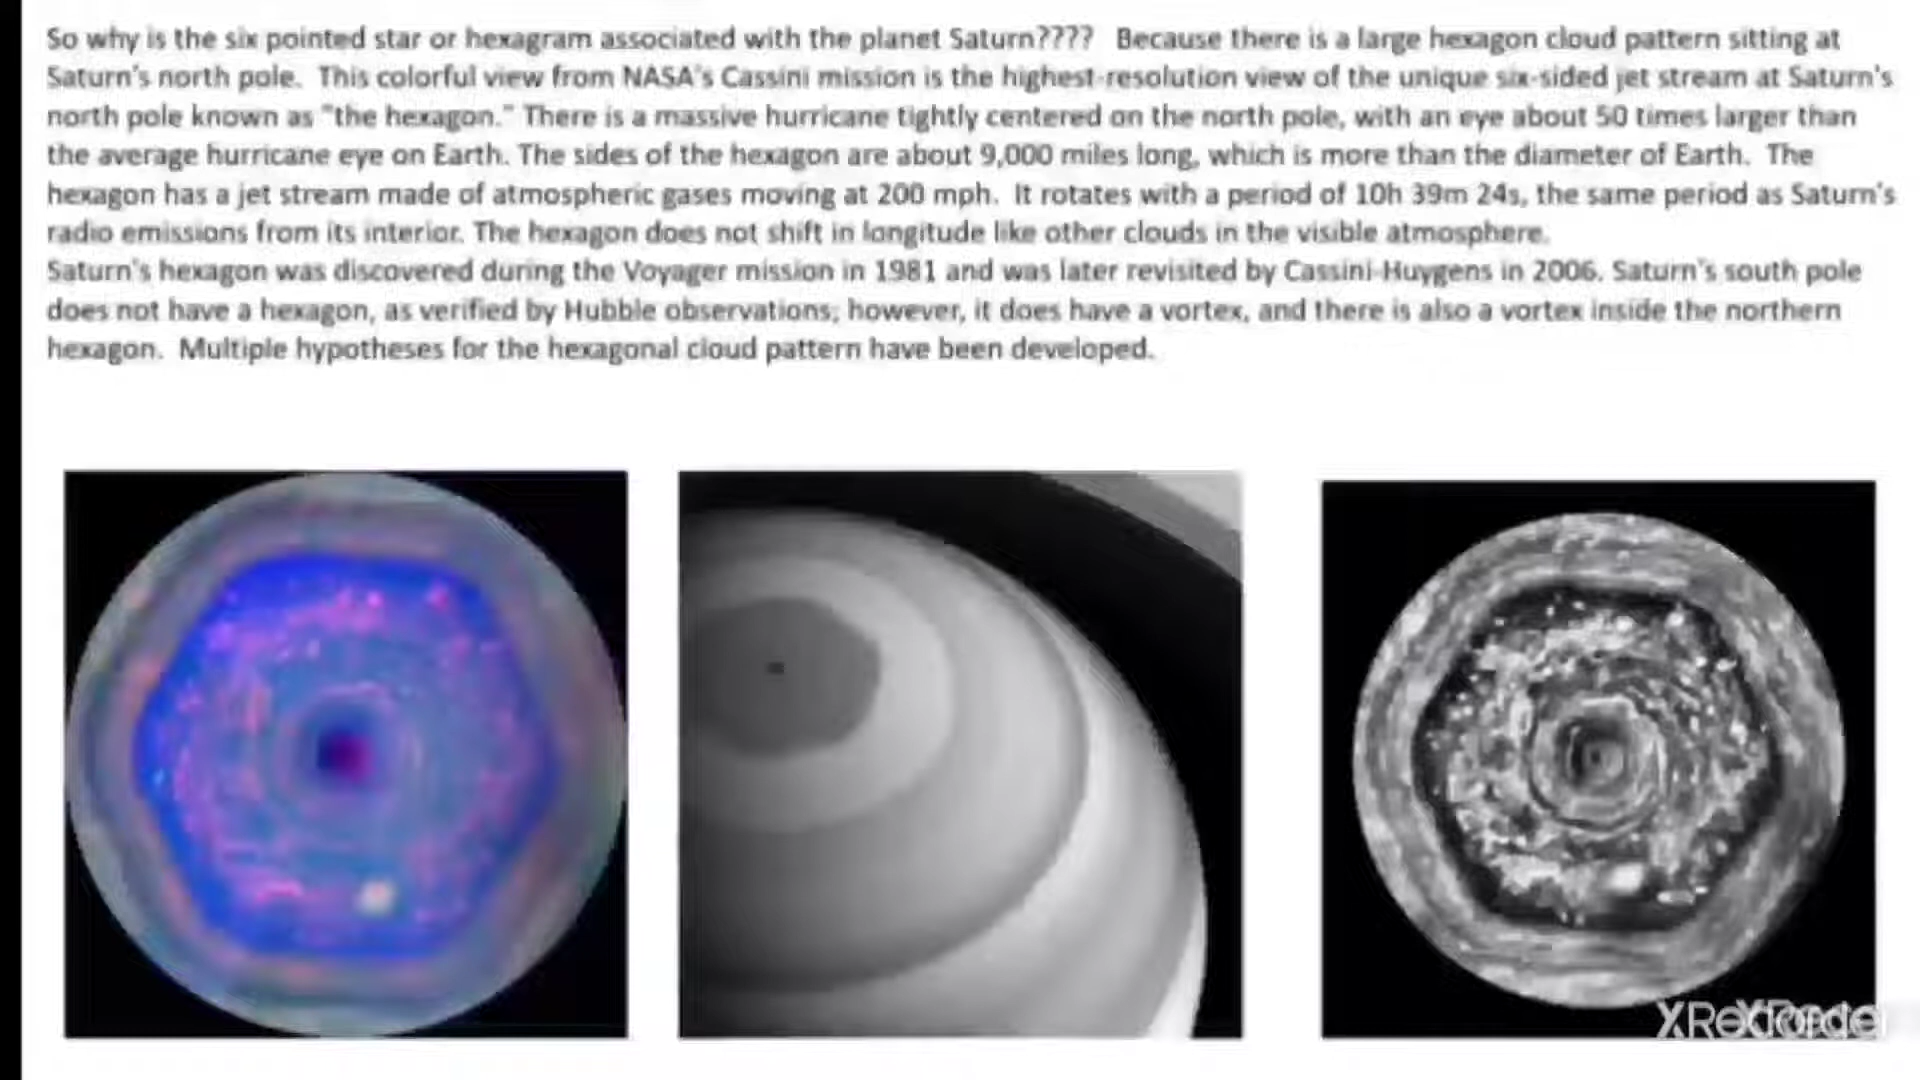 So why is the six pointed star or hexagram associated with the planet Saturn???? Because there is a large hexagon cloud pattern sitting at
Saturn's north pole. This colorful view from NASA's Cassini mission is the highest-resolution view of the unique six-sided jet stream at Saturn's
north pole known as "the hexagon." There is a massive hurricane tightly centered on the north pole, with an eye about 50 times larger than
the average hurricane eye on Earth. The sides of the hexagon are about 9,000 miles long, which is more than the diameter of Earth. The
hexagon has a jet stream made of atmospheric gases moving at 200 mph. It rotates with a period of 10h 39m 24s, the same period as Saturn's
radio emissions from its interior. The hexagon does not shift in longitude like other clouds in the visible atmosphere.
Saturn's hexagon was discovered during the Voyager mission in 1981 and was later revisited by Cassini-Huygens in 2006. Saturn's south pole
does not have a hexagon, as verified by Hubble observations; however, it does have a vortex, and there is also a vortex inside the northern
hexagon. Multiple hypotheses for the hexagonal cloud pattern have been developed.